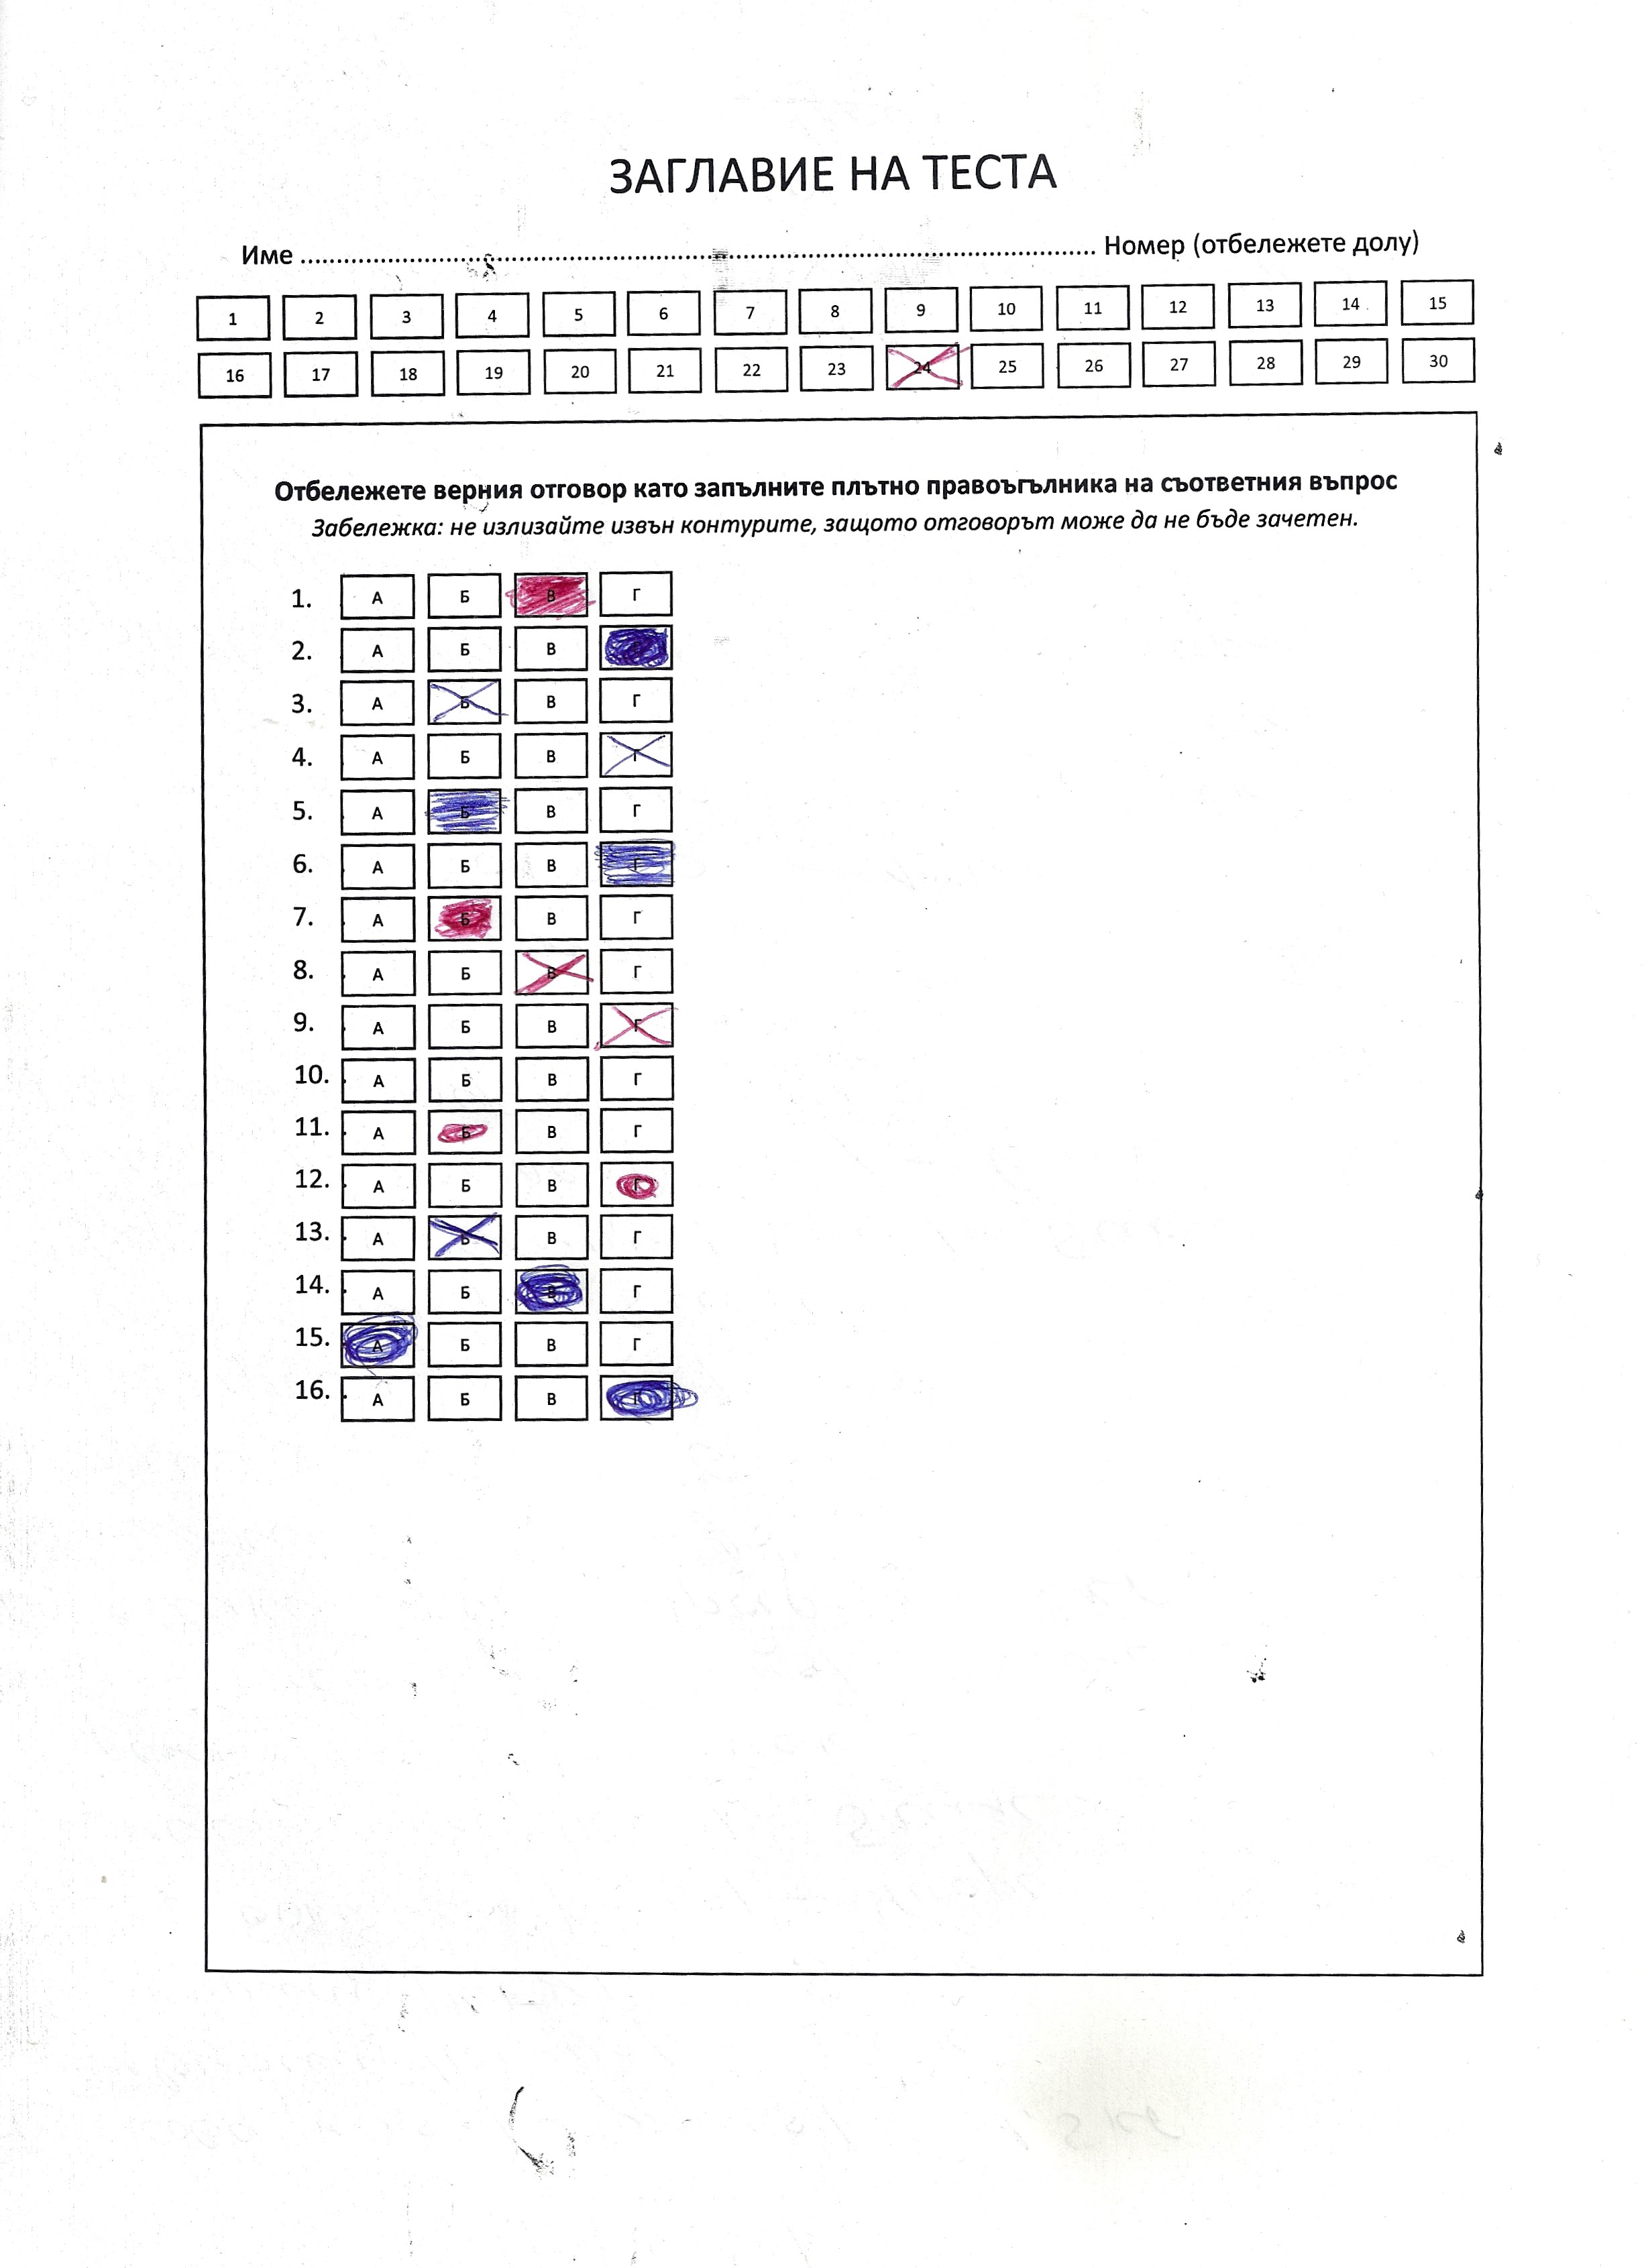 ЗАГЛАВИЕ НА ТЕСТА
Име ........................................................................................................ Номер (отбележете долу)
1 2 3 4 5 6 7 8 9 10 11 12 13 14 15
16 17 18 19 20 21 22 23 24 25 26 27 28 29 30
Отбележете верния отговор като запълните плътно правоъгълника на съответния въпрос
Забележка: не излизайте извън контурите, защото отговорът може да не бъде зачетен.
1. А Б В Г
2. А Б В
3. А Б В Г
4. А Б В Г
5. А Б В Г
6. А Б В Г
7. А Б В Г
8. А Б В Г
9. А Б В Г
10. А Б В Г
11. А Б В Г
12. А Б В Г
13. А Б В Г
14. А Б В Г
15. А Б В Г
16. А Б В Г